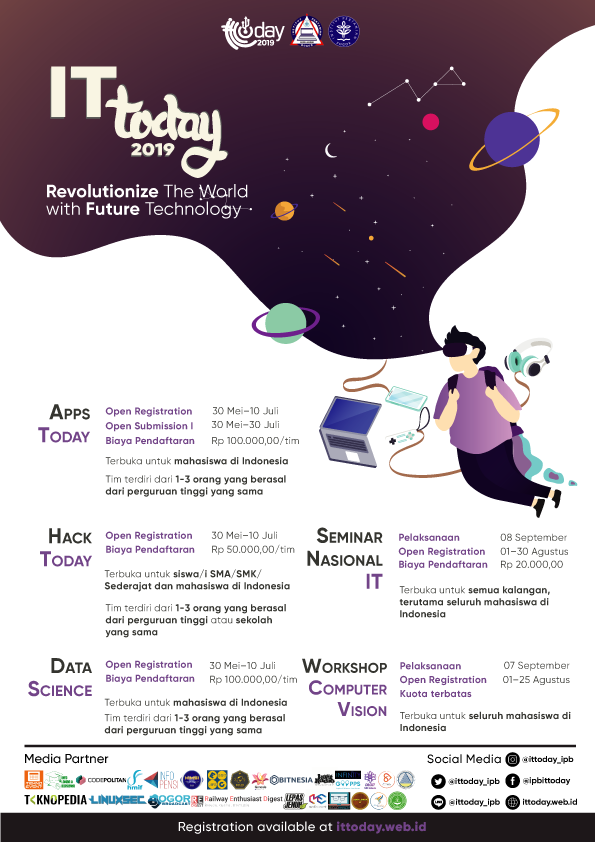 today
2019
IT today
2019
Revolutionize The World
with Future Technology
APPS
TODAY
Open Registration 30 Mei–10 Juli
Open Submission I 30 Mei–30 Juli
Biaya Pendaftaran Rp 100.000,00/tim
Terbuka untuk mahasiswa di Indonesia
Tim terdiri dari 1-3 orang yang berasal
dari perguruan tinggi yang sama
HACK
TODAY
Open Registration 30 Mei–10 Juli
Biaya Pendaftaran Rp 50.000,00/tim
Terbuka untuk siswa/i SMA/SMK/
Sederajat dan mahasiswa di Indonesia
Tim terdiri dari 1-3 orang yang berasal
dari perguruan tinggi atau sekolah
yang sama
SEMINAR
NASIONAL
IT
Pelaksanaan 08 September
Open Registration 01–30 Agustus
Biaya Pendaftaran Rp 20.000,00
Terbuka untuk semua kalangan,
terutama seluruh mahasiswa di
Indonesia
DATA
SCIENCE
Open Registration 30 Mei–10 Juli
Biaya Pendaftaran Rp 100.000,00/tim
Terbuka untuk mahasiswa di Indonesia
Tim terdiri dari 1-3 orang yang berasal
dari perguruan tinggi yang sama
WORKSHOP
COMPUTER
VISION
Pelaksanaan 07 September
Open Registration 01–25 Agustus
Kuota terbatas
Terbuka untuk seluruh mahasiswa di
Indonesia
Media Partner
CODEPOLITAN
INFO
PENSI
BITNESIA
TEKNOPEDIA
LINUXSEC
BOGOR
Railway Enthusiast Digest
LEPAS
JENUH
Social Media @ittoday_ipb
@ittoday_ipb @ipbittoday
@ittoday_ipb ittoday.web.id
Registration available at ittoday.web.id